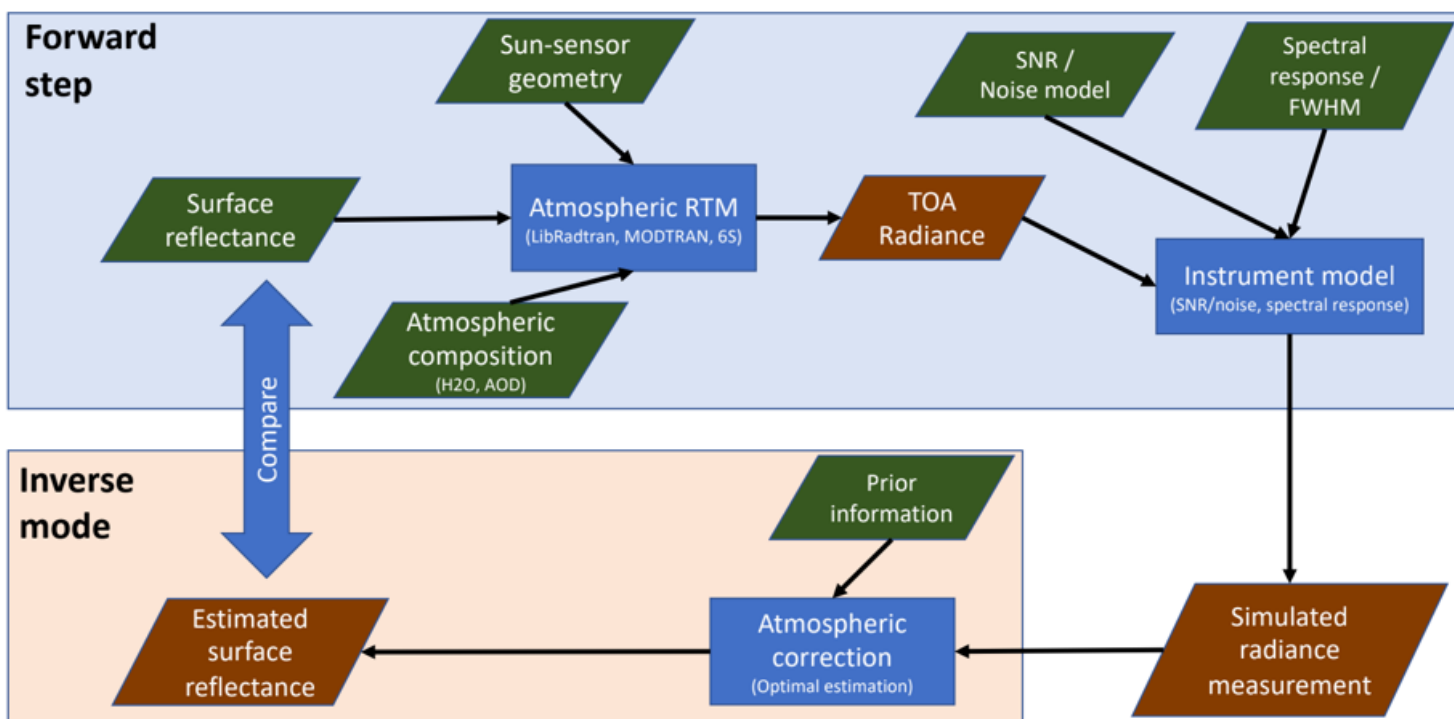 Forward
step
Sun-sensor
geometry
SNR /
Noise model
Spectral
response /
FWHM
Surface
reflectance
Atmospheric RTM
(LibRadtran, MODTRAN, 6S)
TOA
Radiance
Instrument model
(SNR/noise, spectral response)
Atmospheric
composition
(H2O, AOD)
Compare
Inverse
mode
Prior
information
Estimated
surface
reflectance
Atmospheric
correction
(Optimal estimation)
Simulated
radiance
measurement